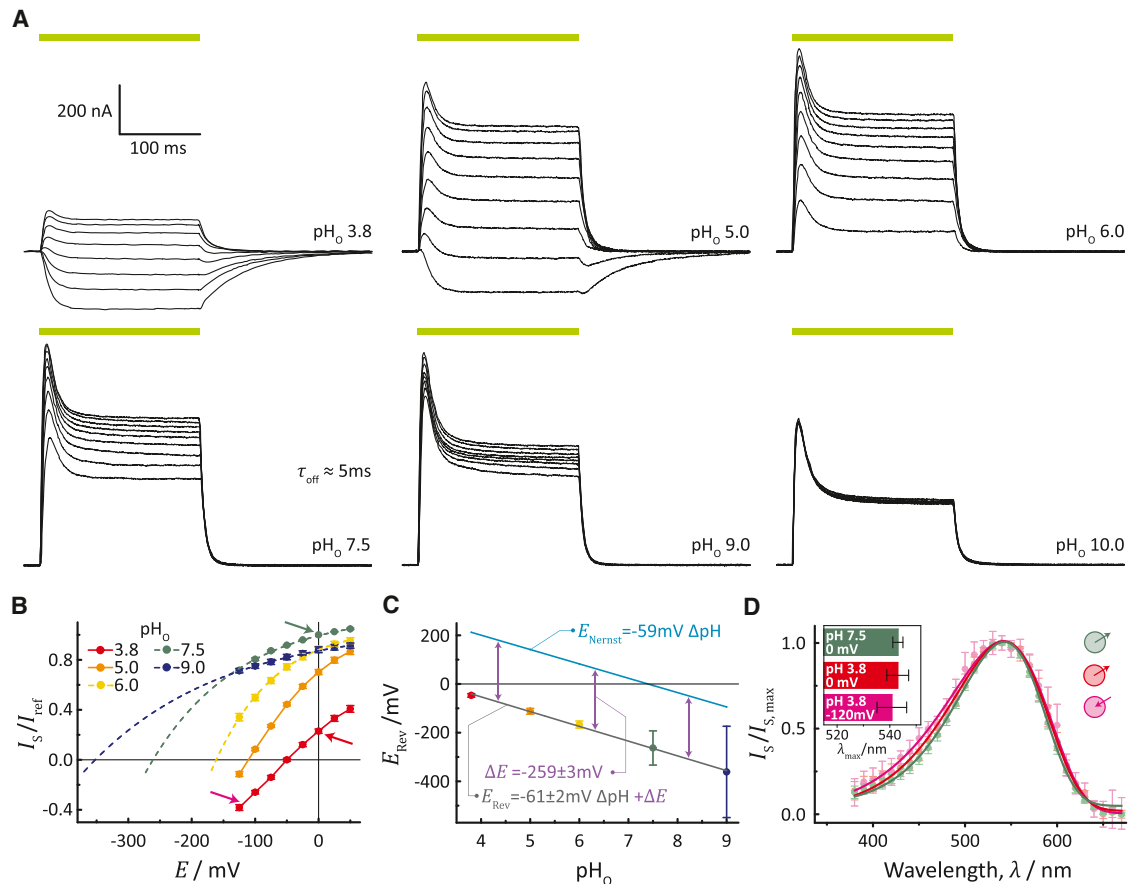 A
200 nA
100 ms
pHO 3.8
pHO 5.0
pHO 6.0
τoff ≈ 5ms
pHO 7.5
pHO 9.0
pHO 10.0
B
pHO
3.8
7.5
5.0
9.0
6.0
0.8
0.4
0.0
-0.4
IS/Iref
-300
-200
-100
0
E / mV
C
200
0
-200
-400
ERev /mV
ENernst=-59mV ΔpH
ΔE=-259±3mV
ERev=-61±2mV ΔpH +ΔE
4
5
6
7
8
9
pHO
D
1.0
0.5
0.0
IS/IS,max
pH 7.5
0 mV
pH 3.8
0 mV
pH 3.8
-120mV
520
540
λmax/nm
400
500
600
Wavelength, λ / nm